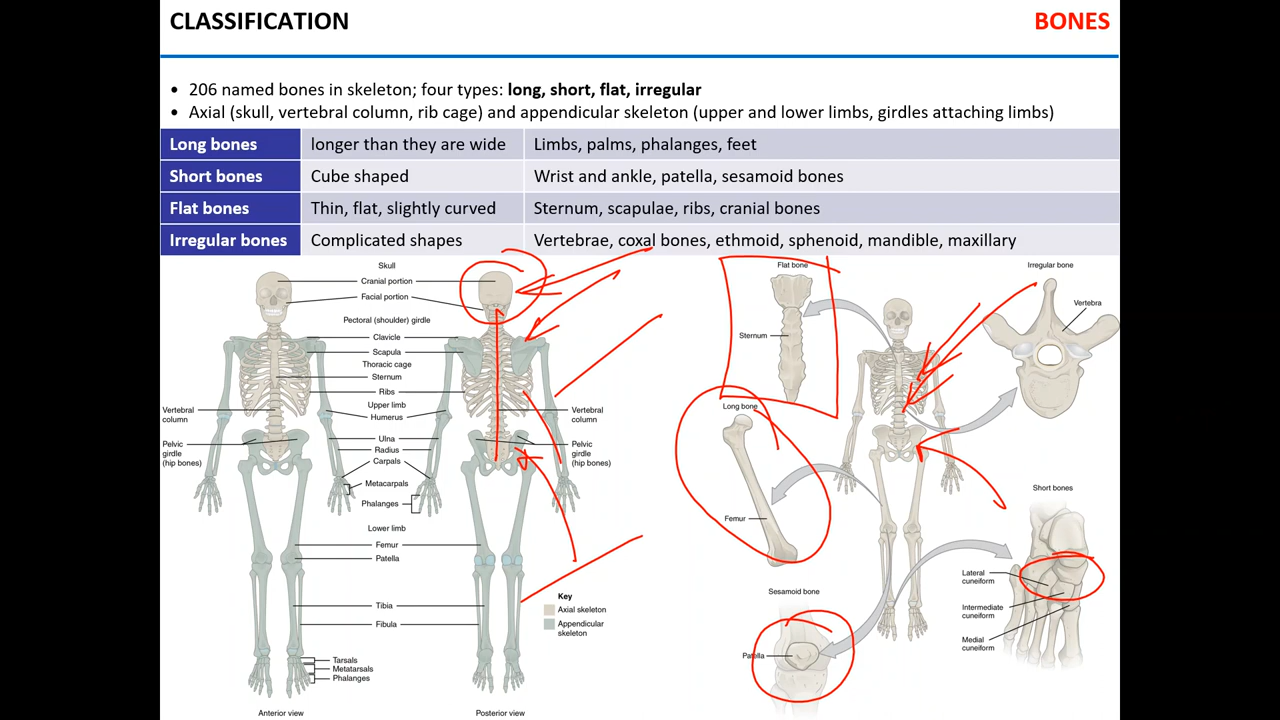 CLASSIFICATION
BONES
• 206 named bones in skeleton; four types: long, short, flat, irregular
• Axial (skull, vertebral column, rib cage) and appendicular skeleton (upper and lower limbs, girdles attaching limbs)
Long bones longer than they are wide Limbs, palms, phalanges, feet
Short bones Cube shaped Wrist and ankle, patella, sesamoid bones
Flat bones Thin, flat, slightly curved Sternum, scapulae, ribs, cranial bones
Irregular bones Complicated shapes Vertebrae, coxal bones, ethmoid, sphenoid, mandible, maxillary
Skull
Cranial portion
Facial portion
Pectoral (shoulder) girdle
Clavicle
Scapula
Thoracic cage
Sternum
Ribs
Upper limb
Humerus
Vertebral
column
Vertebral
column
Ulna
Radius
Carpals
Pelvic
girdle
(hip bones)
Pelvic
girdle
(hip bones)
Metacarpals
Phalanges
Lower limb
Femur
Patella
Tibia
Fibula
Tarsals
Metatarsals
Phalanges
Key
Axial skeleton
Appendicular
skeleton
Anterior view
Posterior view
Flat bone
Sternum
Long bone
Femur
Sesamoid bone
Patella
Irregular bone
Vertebra
Short bones
Lateral
cuneiform
Intermediate
cuneiform
Medial
cuneiform